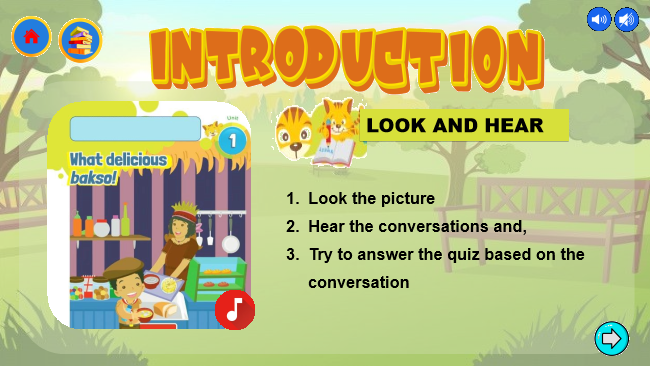 INTRODUCTION
LOOK AND HEAR
Unit
1
What delicious
bakso!
1. Look the picture
2. Hear the conversations and,
3. Try to answer the quiz based on the
conversation